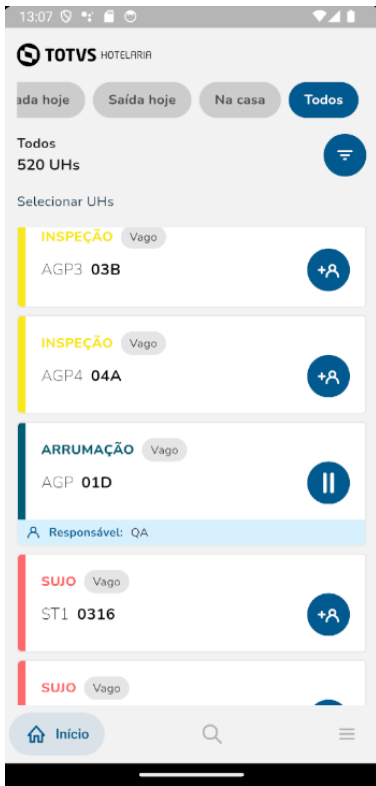 13:07
TOTVS HOTELARIA
ada hoje Saída hoje Na casa Todos
Todos
520 UHs
Selecionar UHs
INSPEÇÃO Vago
AGP3 03B
INSPEÇÃO Vago
AGP4 04A
ARRUMAÇÃO Vago
AGP 01D
Responsável: QA
SUJO Vago
ST1 0316
SUJO Vago
Início